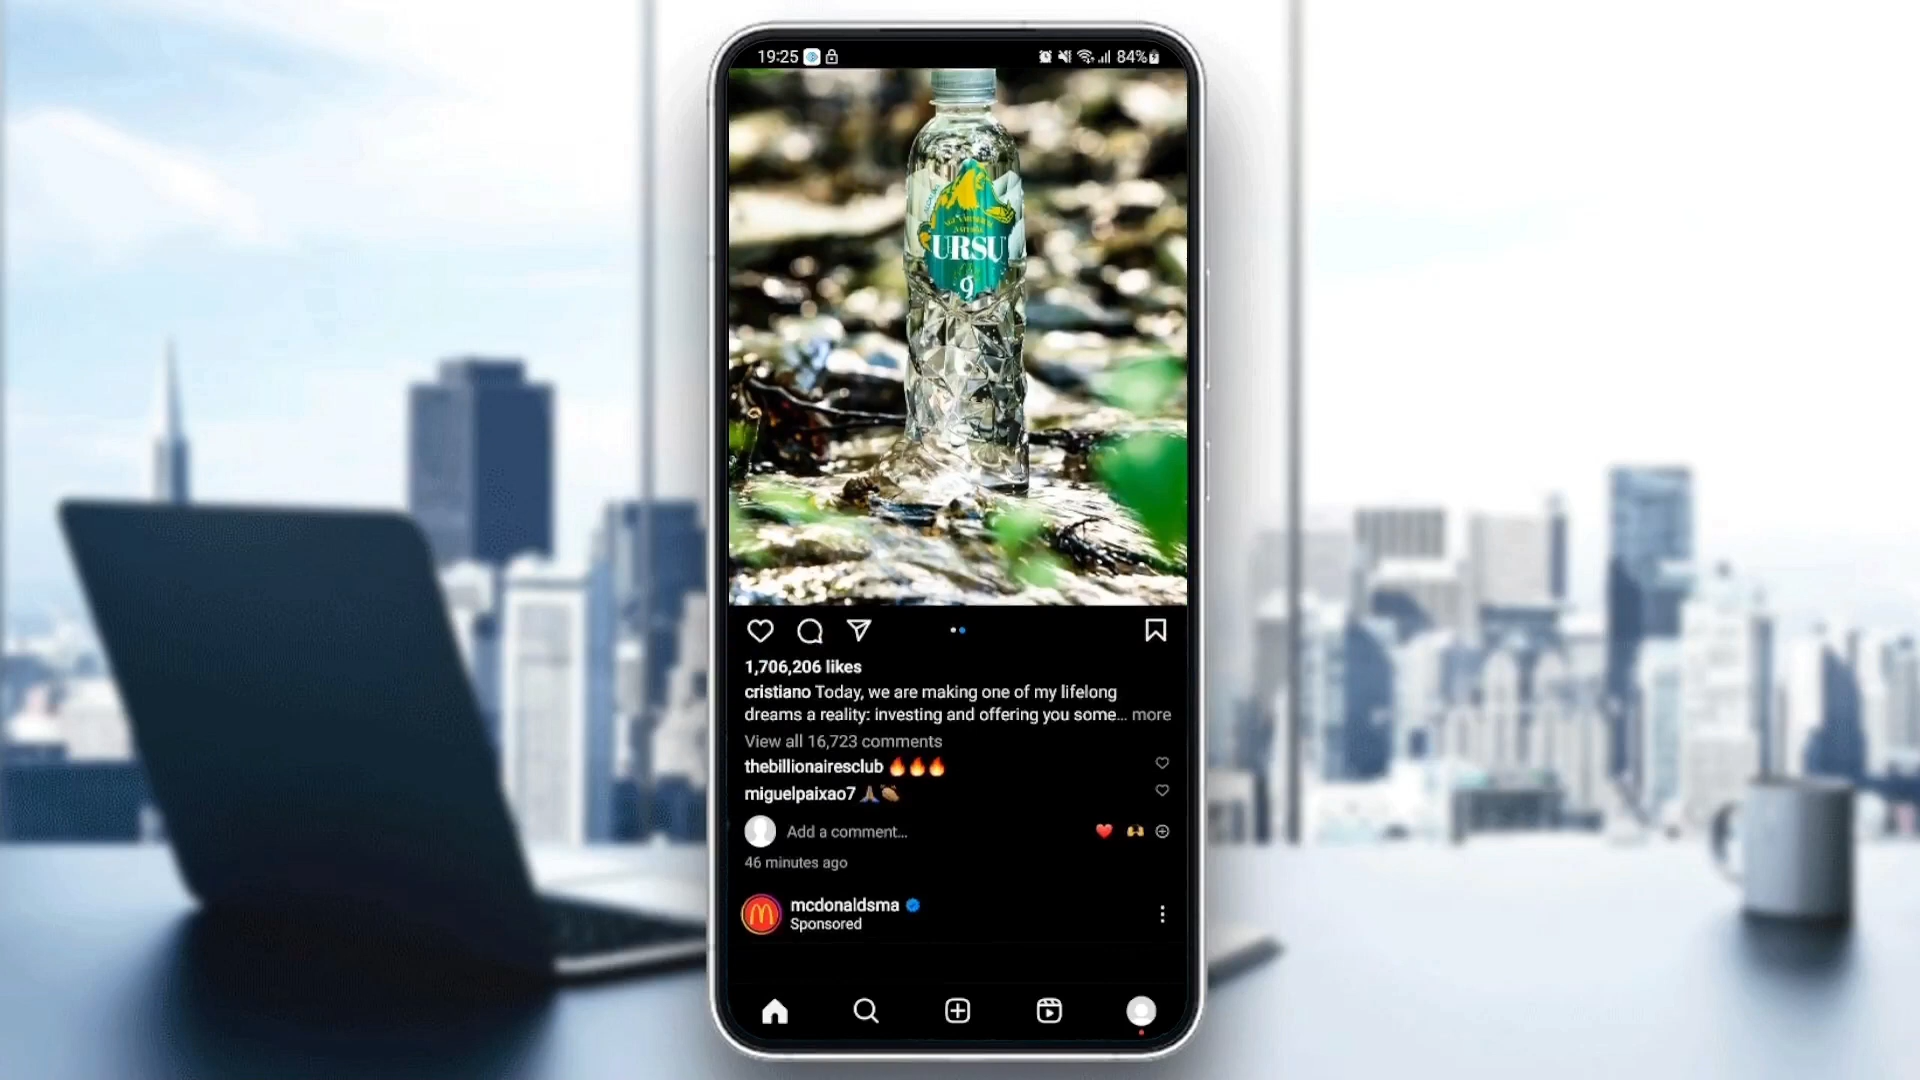 19:25 84%
URSU
9
1,706,206 likes
cristiano Today, we are making one of my lifelong
dreams a reality: investing and offering you some... more
View all 16,723 comments
thebillionairesclub 🔥🔥🔥
miguelpaixao7 🙏🏽👏🏽
Add a comment...
46 minutes ago
mcdonaldsma
Sponsored